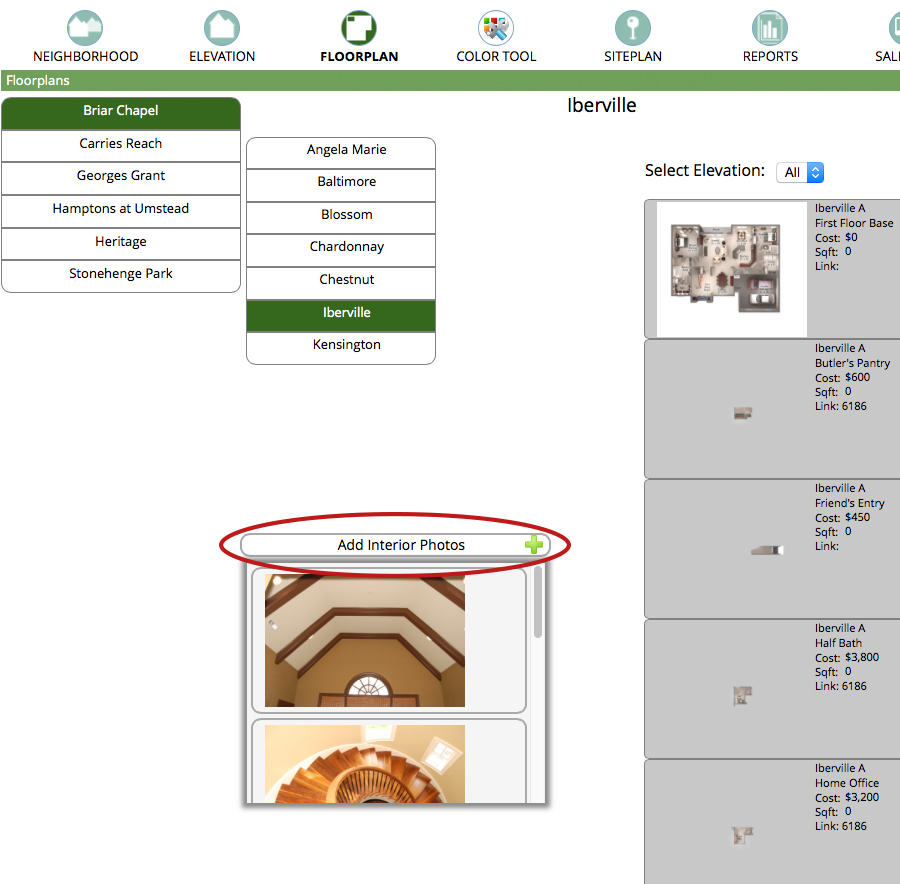 NEIGHBORHOOD
ELEVATION
FLOORPLAN
COLOR TOOL
SITEPLAN
REPORTS
SAL
Floorplans
Briar Chapel
Carries Reach
Georges Grant
Hamptons at Umstead
Heritage
Stonehenge Park
Angela Marie
Baltimore
Blossom
Chardonnay
Chestnut
Iberville
Kensington
Iberville
Select Elevation: All
Iberville A
First Floor Base
Cost: $0
Sqft: 0
Link:
Iberville A
Butler's Pantry
Cost: $600
Sqft: 0
Link: 6186
Iberville A
Friend's Entry
Cost: $450
Sqft: 0
Link:
Iberville A
Half Bath
Cost: $3,800
Sqft: 0
Link: 6186
Iberville A
Home Office
Cost: $3,200
Sqft: 0
Link: 6186
Add Interior Photos